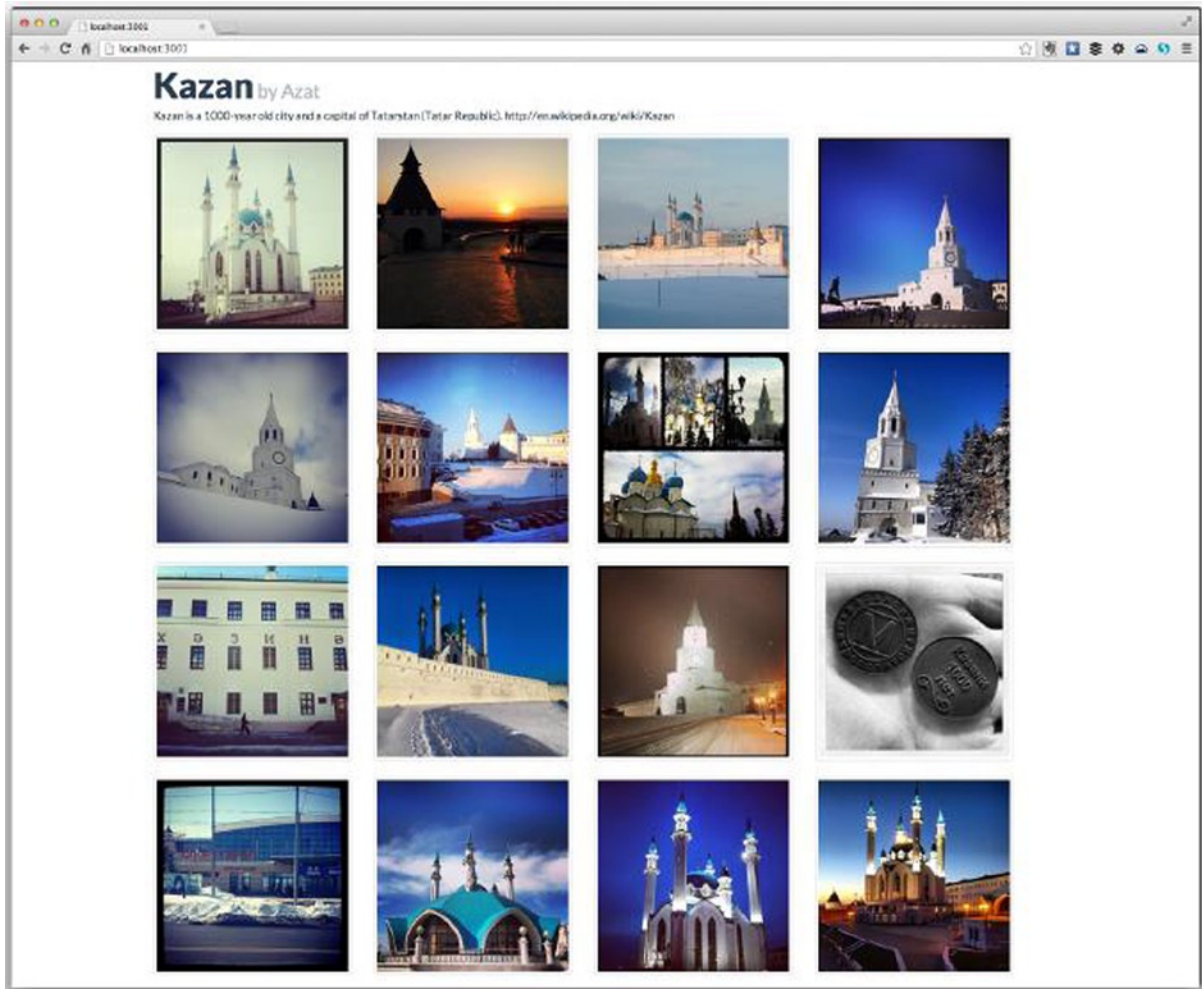 localhost:3001
localhost:3001
Kazan by Azat
Kazan is a 1000-year old city and a capital of Tatarstan (Tatar Republic). http://en.wikipedia.org/wiki/Kazan